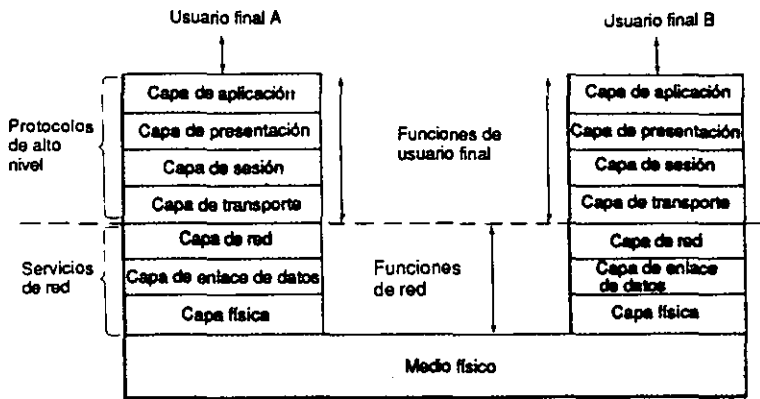 Usuario final A
Usuario final B
Protocolos
de alto
nivel
Capa de aplicación
Capa de presentación
Capa de sesión
Capa de transporte
Funciones de
usuario final
Capa de aplicación
Capa de presentación
Capa de sesión
Capa de transporte
Servicios
de red
Capa de red
Capa de enlace de datos
Capa física
Funciones
de red
Capa de red
Capa de enlace
de datos
Capa física
Medio físico